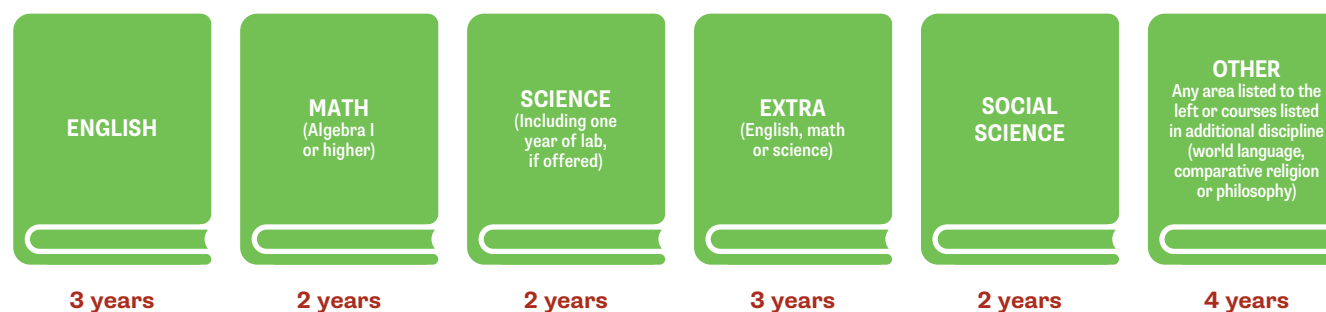 ENGLISH
MATH
(Algebra I
or higher)
SCIENCE
(Including one
year of lab,
if offered)
EXTRA
(English, math
or science)
SOCIAL
SCIENCE
OTHER
Any area listed to the
left or courses listed
in additional discipline
(world language,
comparative religion
or philosophy)
3 years
2 years
2 years
3 years
2 years
4 years